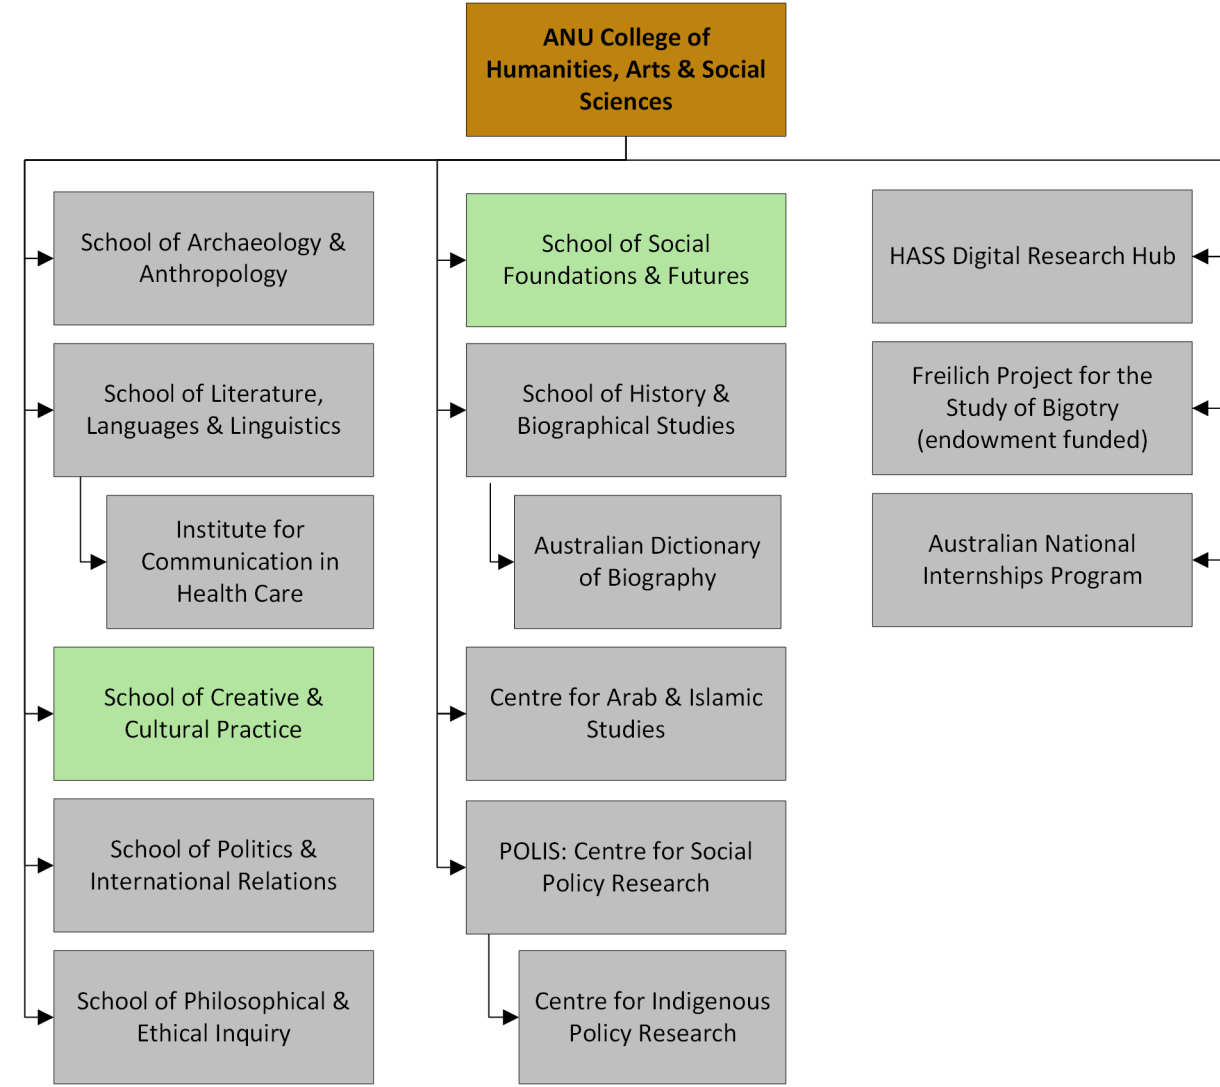 ANU College of
Humanities, Arts & Social
Sciences
School of Archaeology &
Anthropology
School of Literature,
Languages & Linguistics
Institute for
Communication in
Health Care
School of Creative &
Cultural Practice
School of Politics &
International Relations
School of Philosophical &
Ethical Inquiry
School of Social
Foundations & Futures
School of History &
Biographical Studies
Australian Dictionary
of Biography
Centre for Arab & Islamic
Studies
POLIS: Centre for Social
Policy Research
Centre for Indigenous
Policy Research
HASS Digital Research Hub
Freilich Project for the
Study of Bigotry
(endowment funded)
Australian National
Internships Program